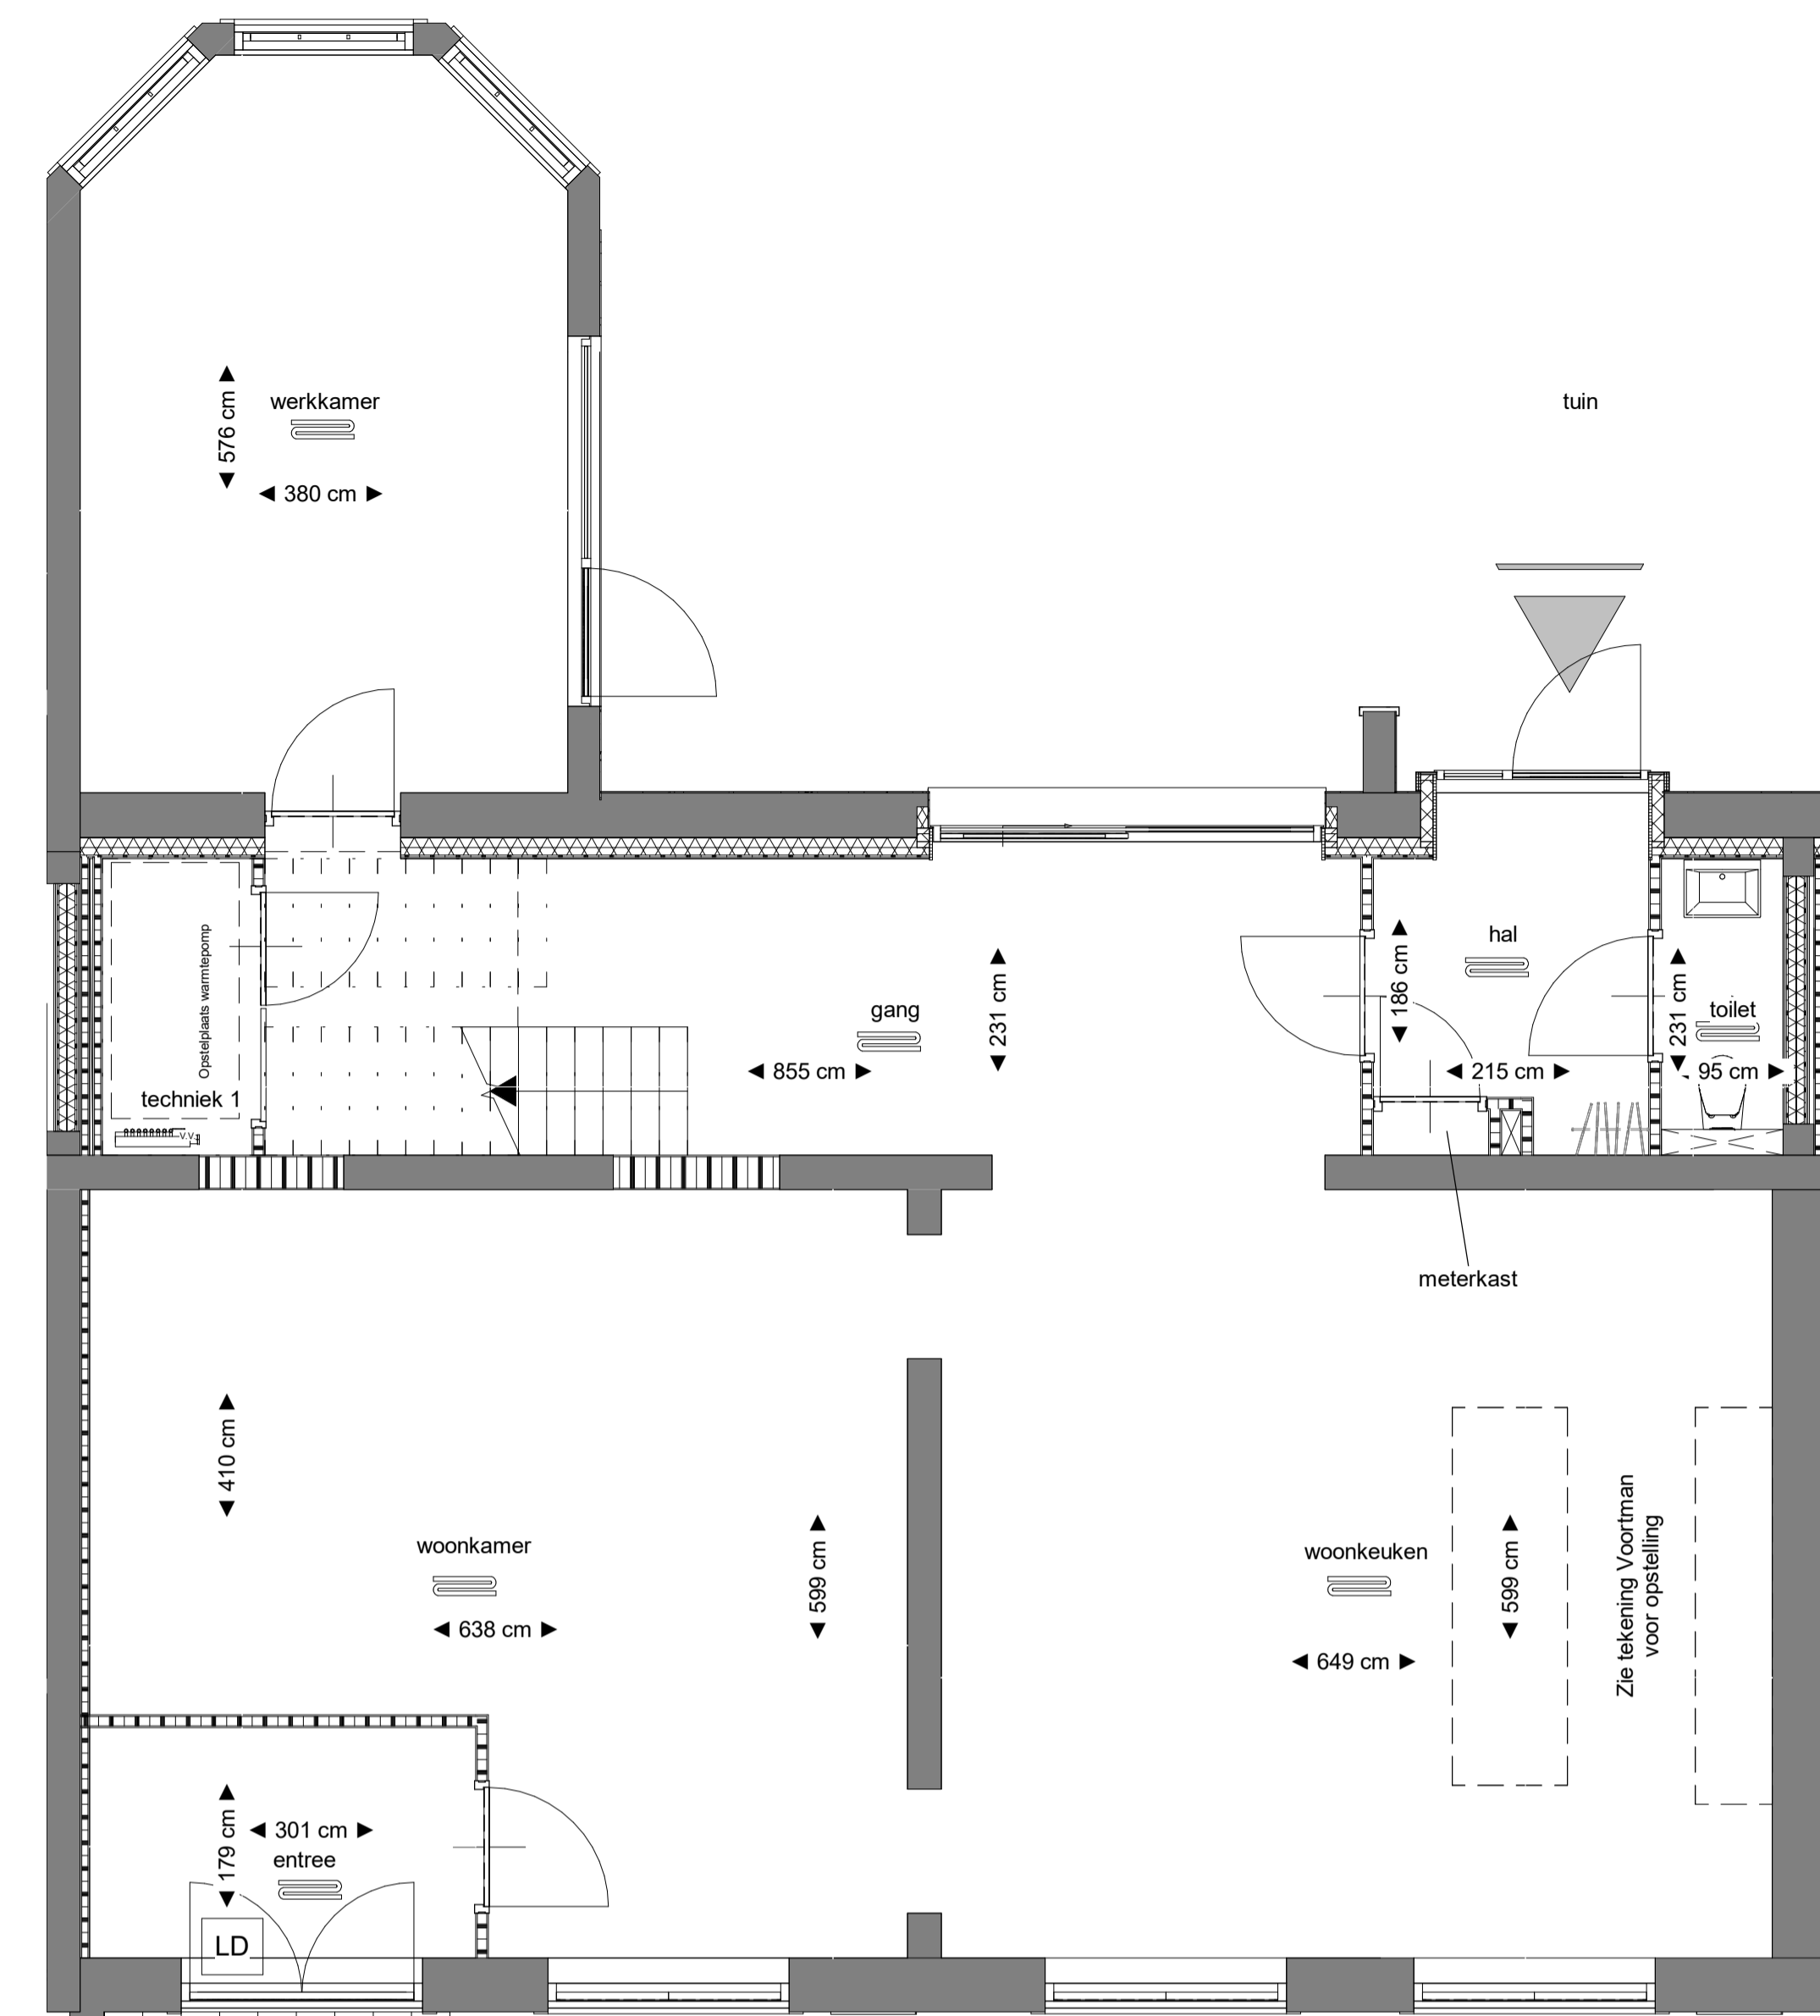 576 cm
werkkamer
380 cm
tuin
Opstelplaats warmtepomp
techniek 1
V.V.
gang
231 cm
855 cm
hal
186 cm
215 cm
231 cm
toilet
95 cm
meterkast
410 cm
woonkamer
638 cm
599 cm
woonkeuken
649 cm
599 cm
Zie tekening Voortman
voor opstelling
179 cm
301 cm
entree
LD